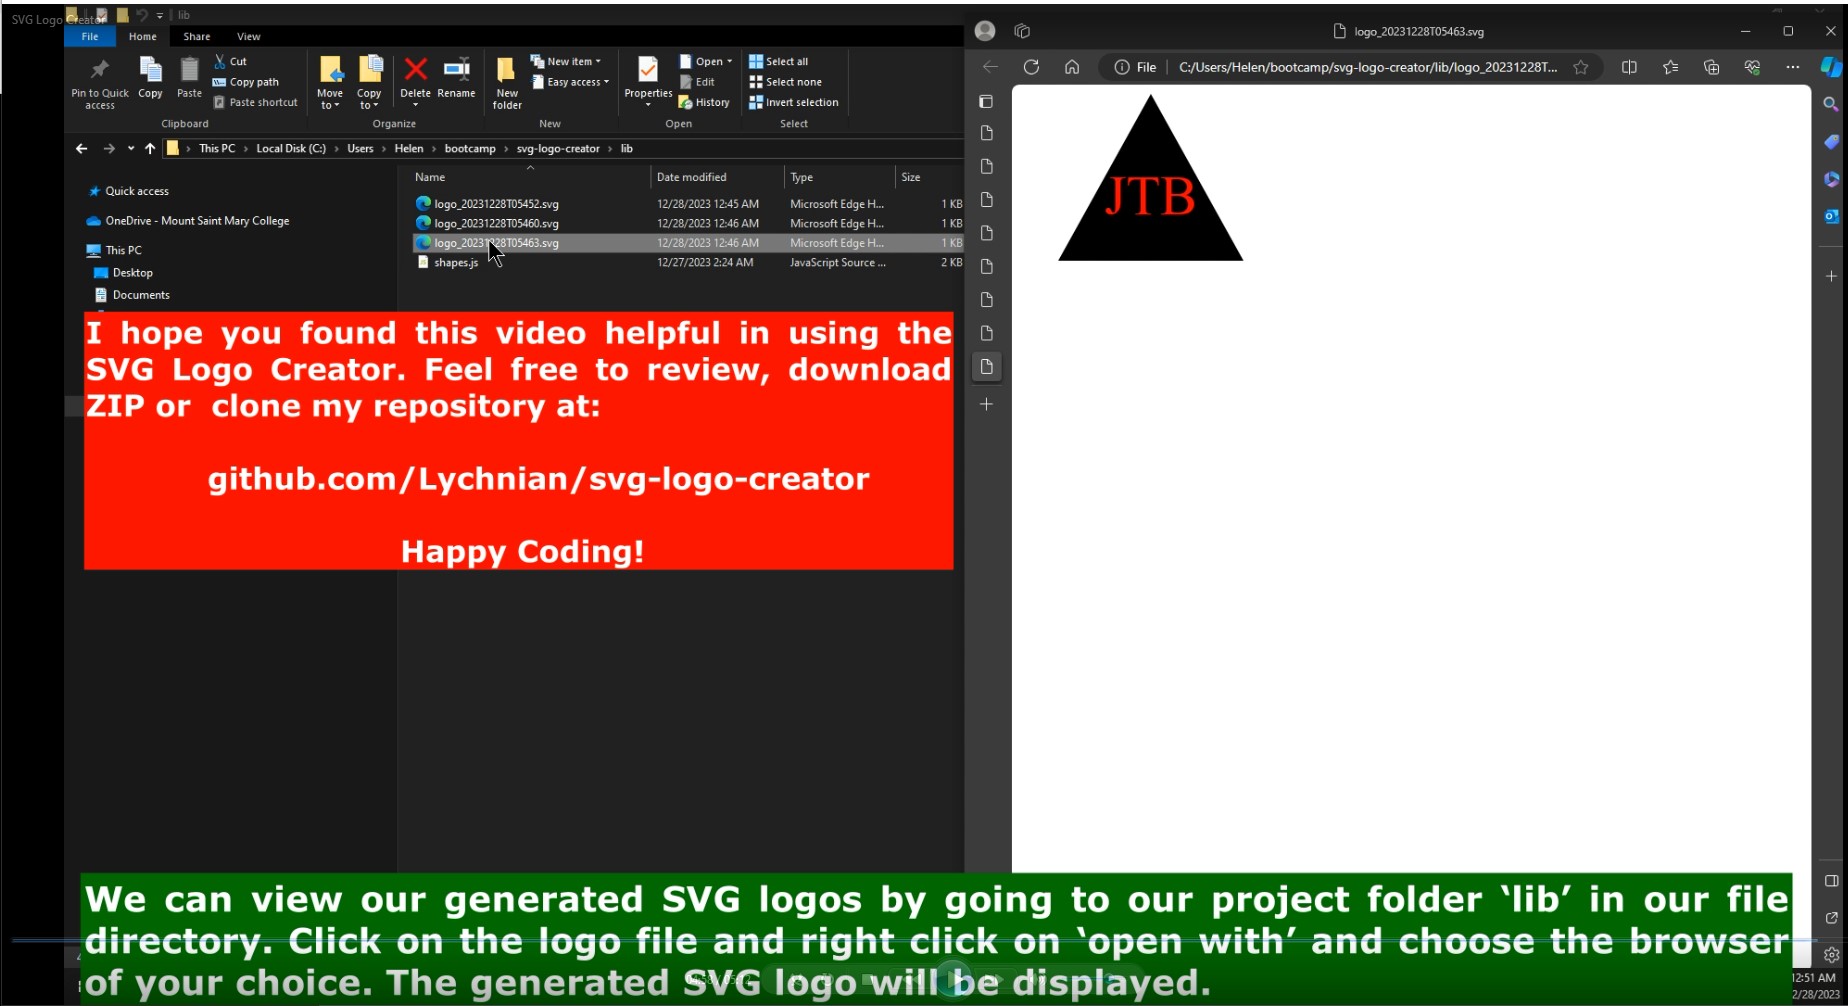 SVG Logo Creator
lib
File Home Share View
Pin to Quick access
Copy
Paste
Cut
Copy path
Paste shortcut
Clipboard
Move to
Copy to
Delete
Rename
Organize
New folder
New item
Easy access
New
Properties
Open
Edit
History
Open
Select all
Select none
Invert selection
Select
This PC > Local Disk (C:) > Users > Helen > bootcamp > svg-logo-creator > lib
Quick access
OneDrive - Mount Saint Mary College
This PC
Desktop
Documents
Name Date modified Type Size
logo_20231228T05452.svg 12/28/2023 12:45 AM Microsoft Edge H... 1 KB
logo_20231228T05460.svg 12/28/2023 12:46 AM Microsoft Edge H... 1 KB
logo_20231228T05463.svg 12/28/2023 12:46 AM Microsoft Edge H... 1 KB
shapes.js 12/27/2023 2:24 AM JavaScript Source ... 2 KB
logo_20231228T05463.svg
File C:/Users/Helen/bootcamp/svg-logo-creator/lib/logo_20231228T...
JTB
I hope you found this video helpful in using the
SVG Logo Creator. Feel free to review, download
ZIP or clone my repository at:
github.com/Lychnian/svg-logo-creator
Happy Coding!
We can view our generated SVG logos by going to our project folder ‘lib’ in our file
directory. Click on the logo file and right click on ‘open with’ and choose the browser
of your choice. The generated SVG logo will be displayed.
12:51 AM